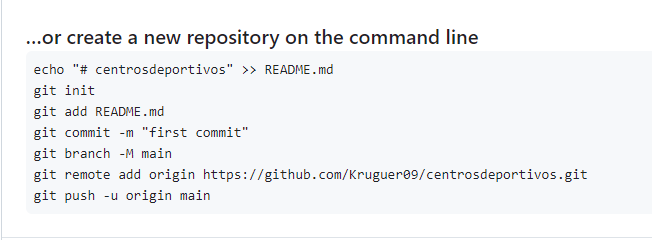 ...or create a new repository on the command line
echo "# centrosdeportivos" >> README.md
git init
git add README.md
git commit -m "first commit"
git branch -M main
git remote add origin https://github.com/Kruguer09/centrosdeportivos.git
git push -u origin main